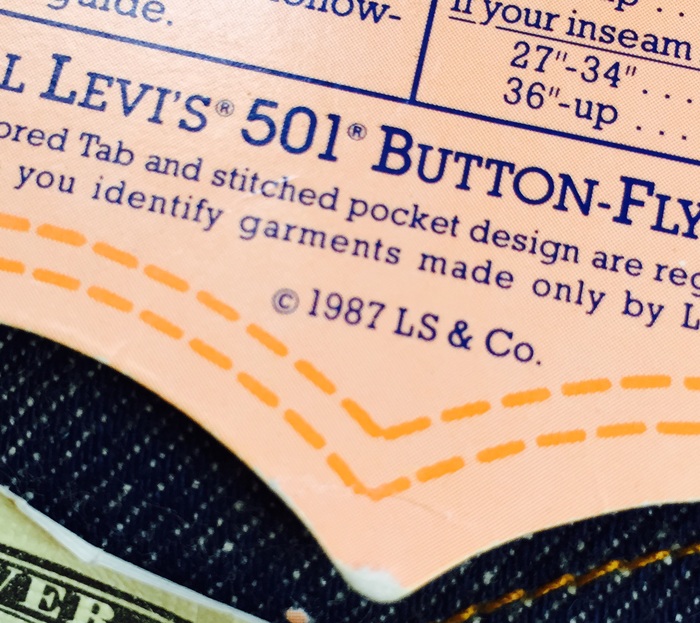 guide.
If your inseam
27"-34" . . .
36"-up . . . .
LEVI'S® 501® BUTTON-FLY
Tab and stitched pocket design are
you identify garments made only by
© 1987 LS & Co.